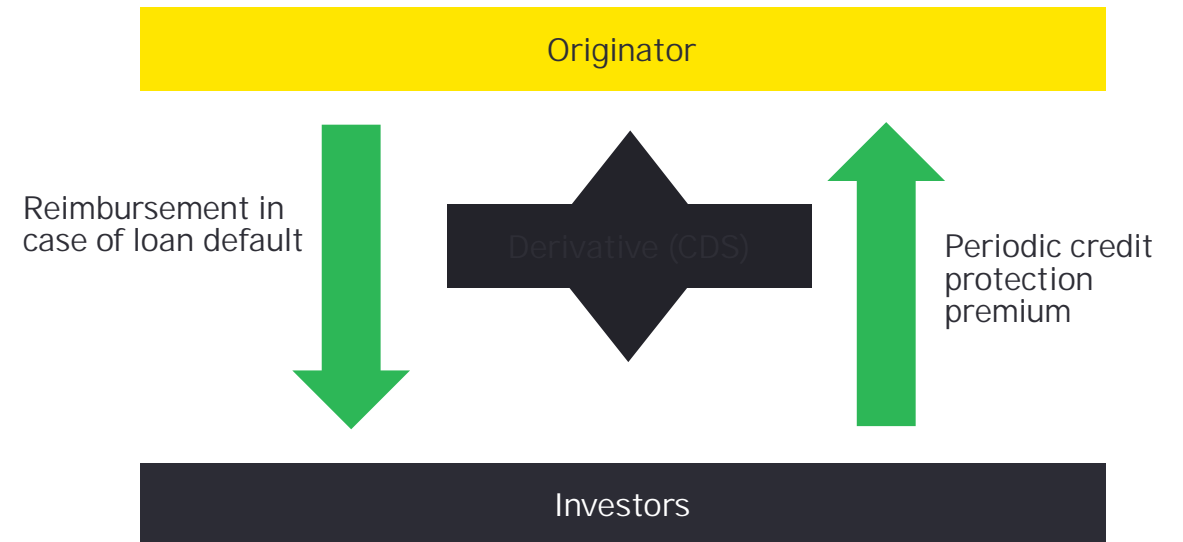 Originator
Reimbursement in
case of loan default
Derivative (CDS)
Periodic credit
protection
premium
Investors